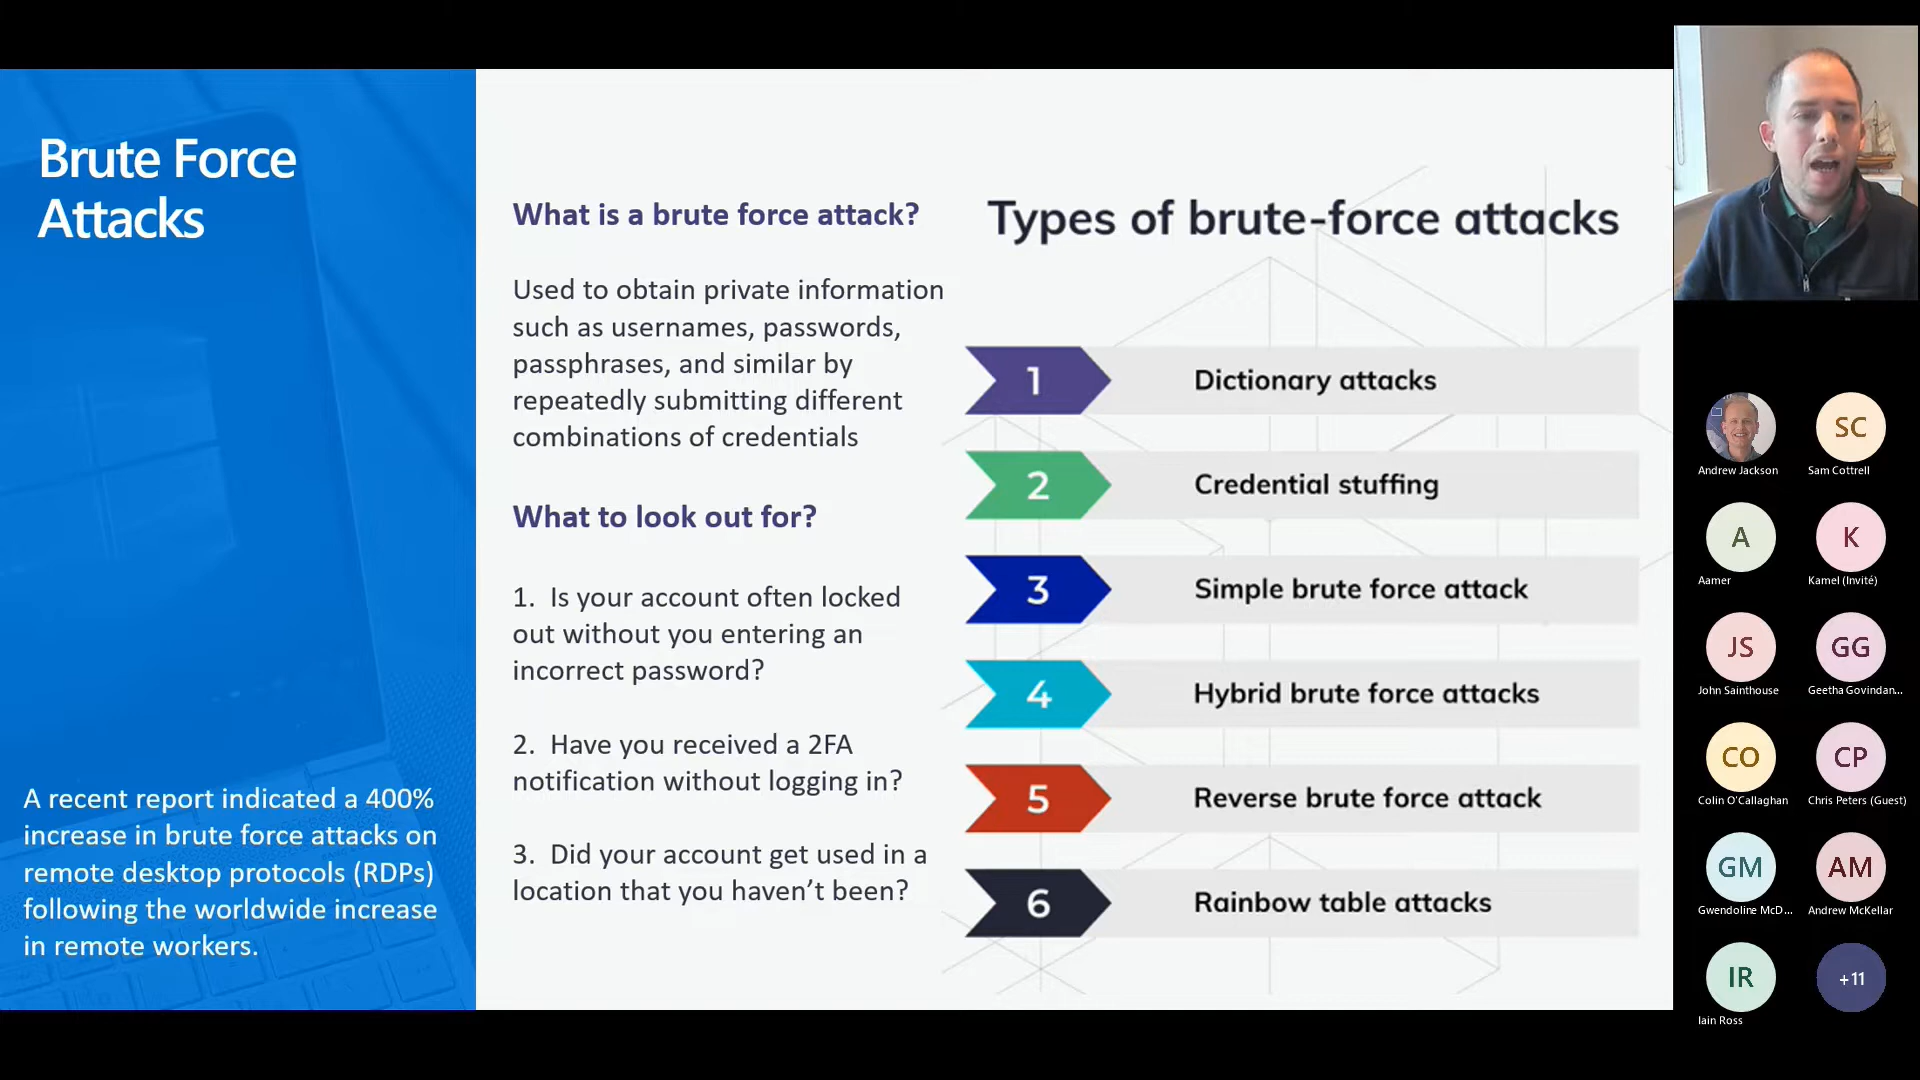 Brute Force
Attacks
A recent report indicated a 400%
increase in brute force attacks on
remote desktop protocols (RDPs)
following the worldwide increase
in remote workers.
What is a brute force attack?
Used to obtain private information
such as usernames, passwords,
passphrases, and similar by
repeatedly submitting different
combinations of credentials
What to look out for?
1. Is your account often locked
out without you entering an
incorrect password?
2. Have you received a 2FA
notification without logging in?
3. Did your account get used in a
location that you haven’t been?
Types of brute-force attacks
1 Dictionary attacks
2 Credential stuffing
3 Simple brute force attack
4 Hybrid brute force attacks
5 Reverse brute force attack
6 Rainbow table attacks
SC
Andrew Jackson Sam Cottrell
A K
Aamer Kamel (Invité)
JS GG
John Sainthouse Geetha Govindan...
CO CP
Colin O'Callaghan Chris Peters (Guest)
GM AM
Gwendoline McD... Andrew McKellar
IR +11
Iain Ross